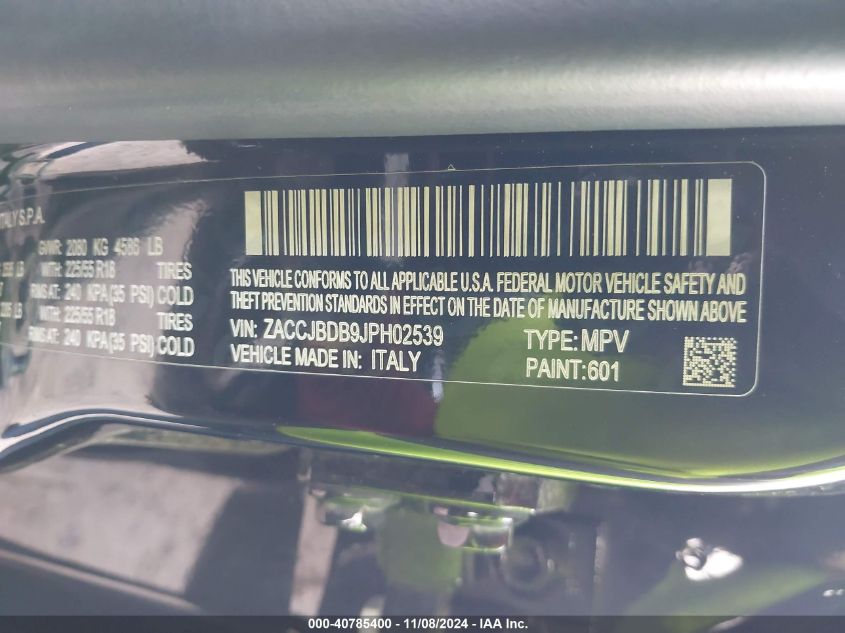 ITALY S.P.A.
GVWR: 2080 KG 4586 LB
LB WITH: 225/55 R18 TIRES
RIMS AT: 240 KPA(35 PSI) COLD
LB WITH: 225/55 R18 TIRES
RIMS AT: 240 KPA(35 PSI) COLD
THIS VEHICLE CONFORMS TO ALL APPLICABLE U.S.A. FEDERAL MOTOR VEHICLE SAFETY AND
THEFT PREVENTION STANDARDS IN EFFECT ON THE DATE OF MANUFACTURE SHOWN ABOVE
VIN: ZACCJBDB9JPH02539 TYPE:MPV
VEHICLE MADE IN: ITALY PAINT:601
000-40785400 - 11/08/2024 - IAA Inc.